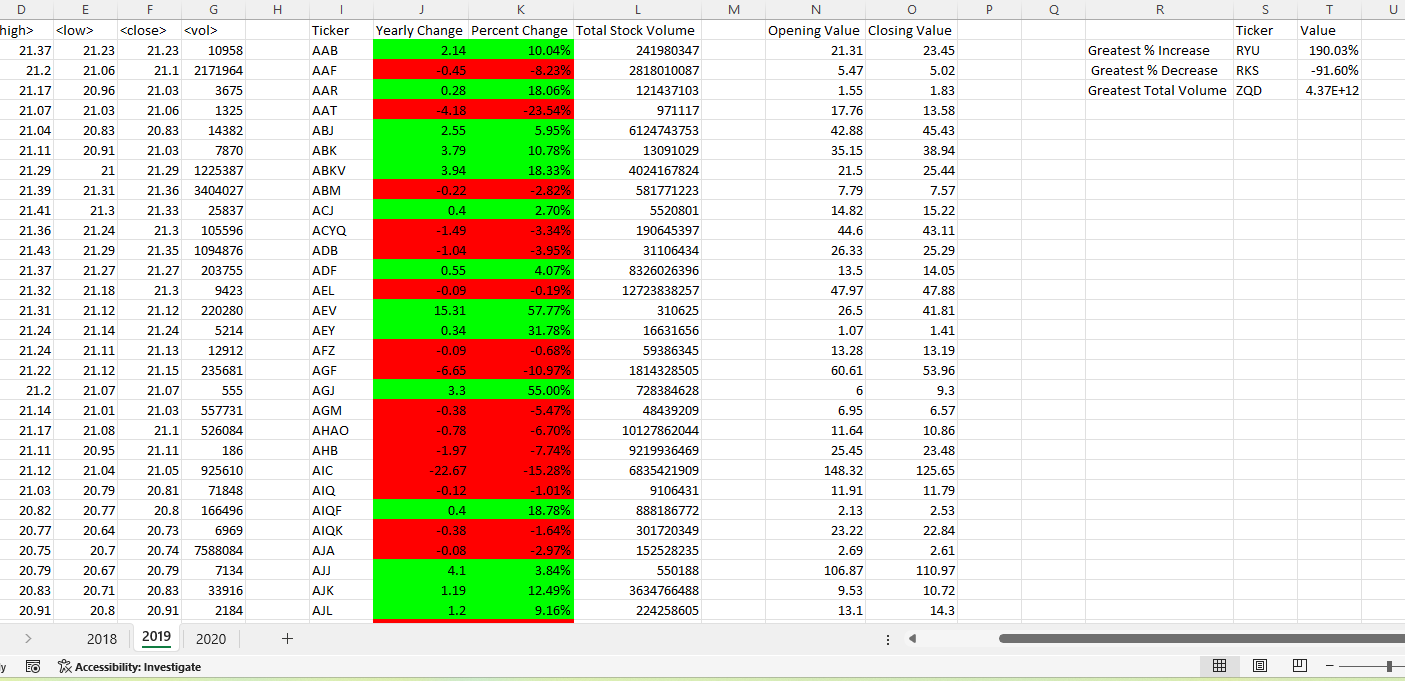 D E F G H I J K L M N O P Q R S T U
high> <low> <close> <vol> Ticker Yearly Change Percent Change Total Stock Volume Opening Value Closing Value Ticker Value
21.37 21.23 21.23 10958 AAB 2.14 10.04% 241980347 21.31 23.45 Greatest % Increase RYU 190.03%
21.2 21.06 21.1 2171964 AAF -0.45 -8.23% 2818010087 5.47 5.02 Greatest % Decrease RKS -91.60%
21.17 20.96 21.03 3675 AAR 0.28 18.06% 121437103 1.55 1.83 Greatest Total Volume ZQD 4.37E+12
21.07 21.03 21.06 1325 AAT -4.18 -23.54% 971117 17.76 13.58
21.04 20.83 20.83 14382 ABJ 2.55 5.95% 6124743753 42.88 45.43
21.11 20.91 21.03 7870 ABK 3.79 10.78% 13091029 35.15 38.94
21.29 21 21.29 1225387 ABKV 3.94 18.33% 4024167824 21.5 25.44
21.39 21.31 21.36 3404027 ABM -0.22 -2.82% 581771223 7.79 7.57
21.41 21.3 21.33 25837 ACJ 0.4 2.70% 5520801 14.82 15.22
21.36 21.24 21.3 105596 ACYQ -1.49 -3.34% 190645397 44.6 43.11
21.43 21.29 21.35 1094876 ADB -1.04 -3.95% 31106434 26.33 25.29
21.37 21.27 21.27 203755 ADF 0.55 4.07% 8326026396 13.5 14.05
21.32 21.18 21.3 9423 AEL -0.09 -0.19% 12723838257 47.97 47.88
21.31 21.12 21.12 220280 AEV 15.31 57.77% 310625 26.5 41.81
21.24 21.14 21.24 5214 AEY 0.34 31.78% 16631656 1.07 1.41
21.24 21.11 21.13 12912 AFZ -0.09 -0.68% 59386345 13.28 13.19
21.22 21.12 21.15 235681 AGF -6.65 -10.97% 1814328505 60.61 53.96
21.2 21.07 21.07 555 AGJ 3.3 55.00% 728384628 6 9.3
21.14 21.01 21.03 557731 AGM -0.38 -5.47% 48439209 6.95 6.57
21.17 21.08 21.1 526084 AHAO -0.78 -6.70% 10127862044 11.64 10.86
21.11 20.95 21.11 186 AHB -1.97 -7.74% 9219936469 25.45 23.48
21.12 21.04 21.05 925610 AIC -22.67 -15.28% 6835421909 148.32 125.65
21.03 20.79 20.81 71848 AIQ -0.12 -1.01% 9106431 11.91 11.79
20.82 20.77 20.8 166496 AIQF 0.4 18.78% 888186772 2.13 2.53
20.77 20.64 20.73 6969 AIQK -0.38 -1.64% 301720349 23.22 22.84
20.75 20.7 20.74 7588084 AJA -0.08 -2.97% 152528235 2.69 2.61
20.79 20.67 20.79 7134 AJJ 4.1 3.84% 550188 106.87 110.97
20.83 20.71 20.83 33916 AJK 1.19 12.49% 3634766488 9.53 10.72
20.91 20.8 20.91 2184 AJL 1.2 9.16% 224258605 13.1 14.3
2018 2019 2020
Accessibility: Investigate